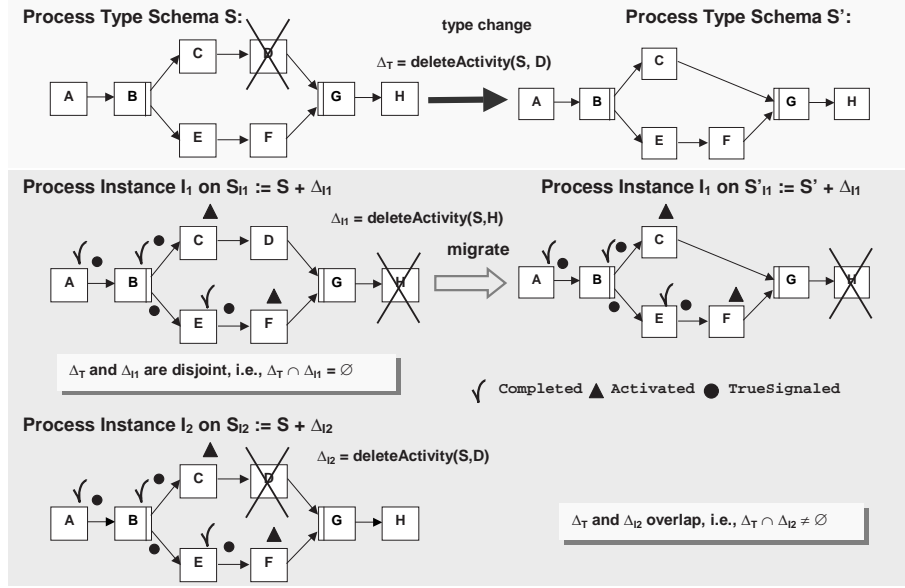 Process Type Schema S:
type change
Process Type Schema S':
ΔT = deleteActivity(S, D)
C
D
A
B
G
H
E
F
C
A
B
G
H
E
F
Process Instance I1 on SI1 := S + ΔI1
Process Instance I1 on S'I1 := S' + ΔI1
ΔI1 = deleteActivity(S,H)
migrate
C
D
A
B
G
H
E
F
C
A
B
G
H
E
F
ΔT and ΔI1 are disjoint, i.e., ΔT ∩ ΔI1 = ∅
Completed
Activated
TrueSignaled
Process Instance I2 on SI2 := S + ΔI2
ΔI2 = deleteActivity(S,D)
C
D
A
B
G
H
E
F
ΔT and ΔI2 overlap, i.e., ΔT ∩ ΔI2 ≠ ∅